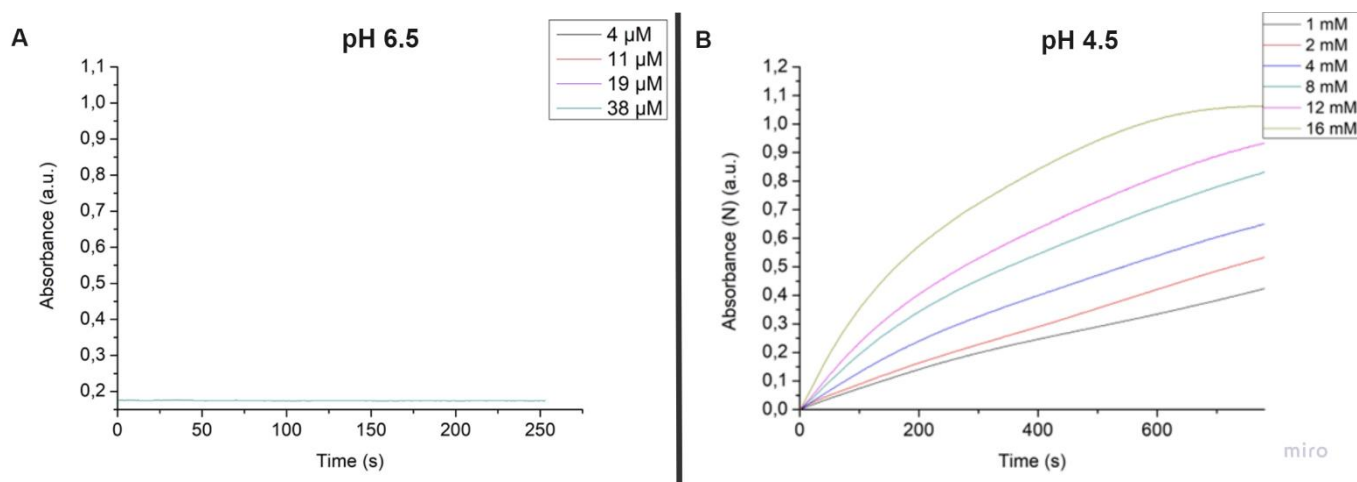 A
pH 6.5
4 µM
11 µM
19 µM
38 µM
1,1
1,0
0,9
0,8
0,7
0,6
0,5
0,4
0,3
0,2
Absorbance (a.u.)
0
50
100
150
200
250
Time (s)
B
pH 4.5
1 mM
2 mM
4 mM
8 mM
12 mM
16 mM
1,2
1,1
1,0
0,9
0,8
0,7
0,6
0,5
0,4
0,3
0,2
0,1
0,0
Absorbance (N) (a.u.)
0
200
400
600
Time (s)
miro